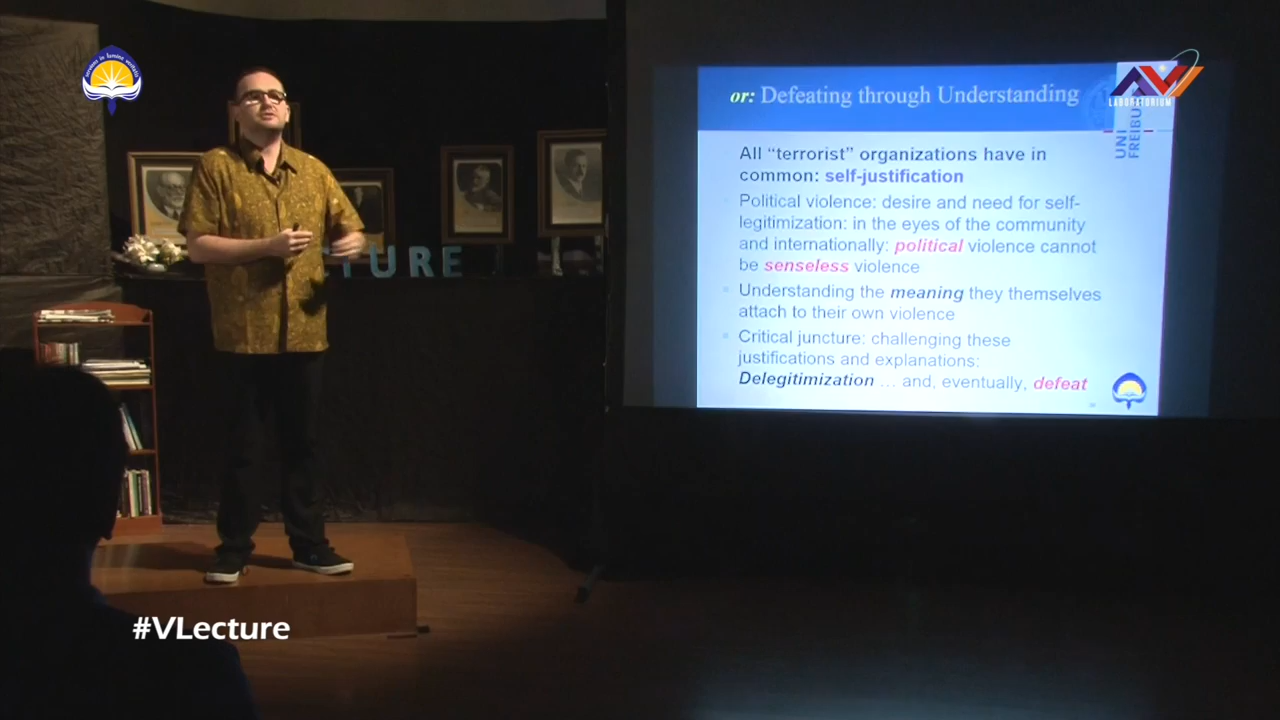 or: Defeating through Understanding
LABORATORIUM
UNI
FREIBU
All "terrorist" organizations have in
common: self-justification
Political violence: desire and need for self-
legitimization: in the eyes of the community
and internationally: political violence cannot
be senseless violence
Understanding the meaning they themselves
attach to their own violence
Critical juncture: challenging these
justifications and explanations:
Delegitimization ... and, eventually, defeat
TURE
#VLecture